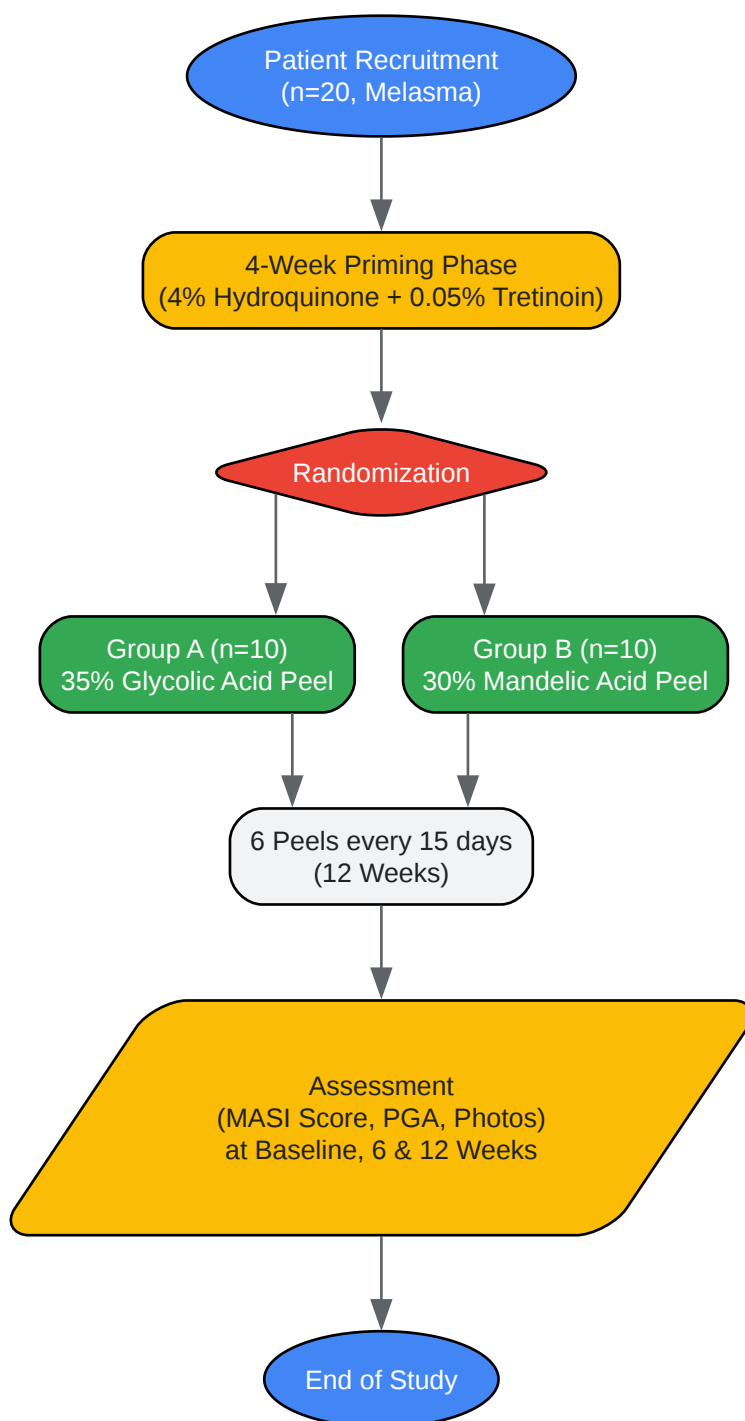 Patient Recruitment
(n=20, Melasma)
4-Week Priming Phase
(4% Hydroquinone + 0.05% Tretinoin)
Randomization
Group A (n=10)
35% Glycolic Acid Peel
Group B (n=10)
30% Mandelic Acid Peel
6 Peels every 15 days
(12 Weeks)
Assessment
(MASI Score, PGA, Photos)
at Baseline, 6 & 12 Weeks
End of Study